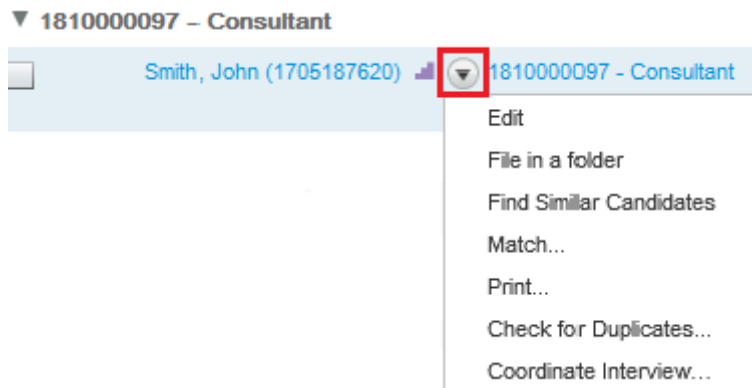 1810000097 – Consultant
Smith, John (1705187620) 1810000097 - Consultant
Edit
File in a folder
Find Similar Candidates
Match...
Print...
Check for Duplicates...
Coordinate Interview...